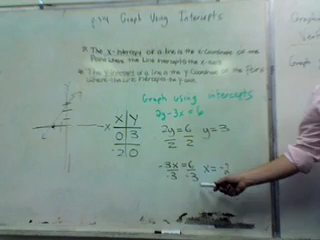 Graph Using Intercepts
* The X-intercept of a line is the X-Coordinate of the
Point where the Line intercepts the x-axis
* The Y intercept of a line is the Y Coordinate of the Point
where the Line intercepts the y-axis.
Graph using intercepts
2y-3x=6
X Y
0 3
-2 0
X
2y = 6 y = 3
2 2
-3x = 6 x = -2
-3 -3